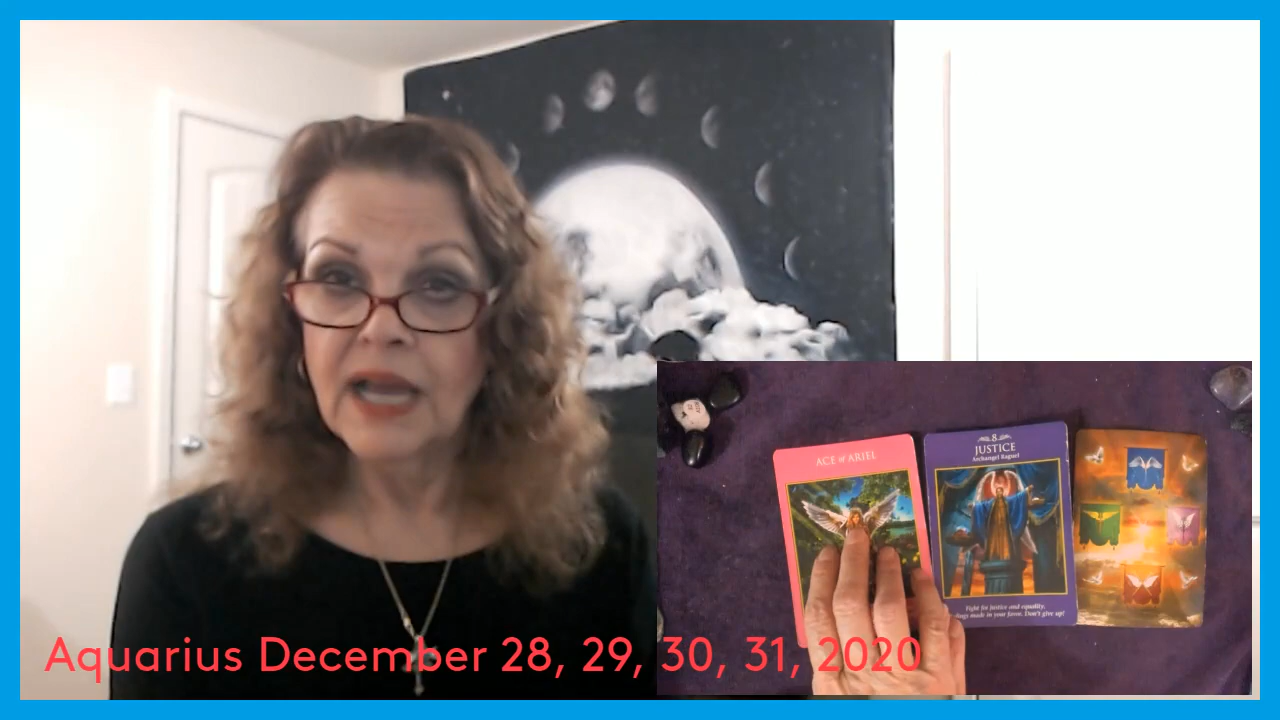 ACE of ARIEL
8
JUSTICE
Archangel Raguel
Fight for justice and equality.
made in your favor. Don't give up!
Aquarius December 28, 29, 30, 31, 2020